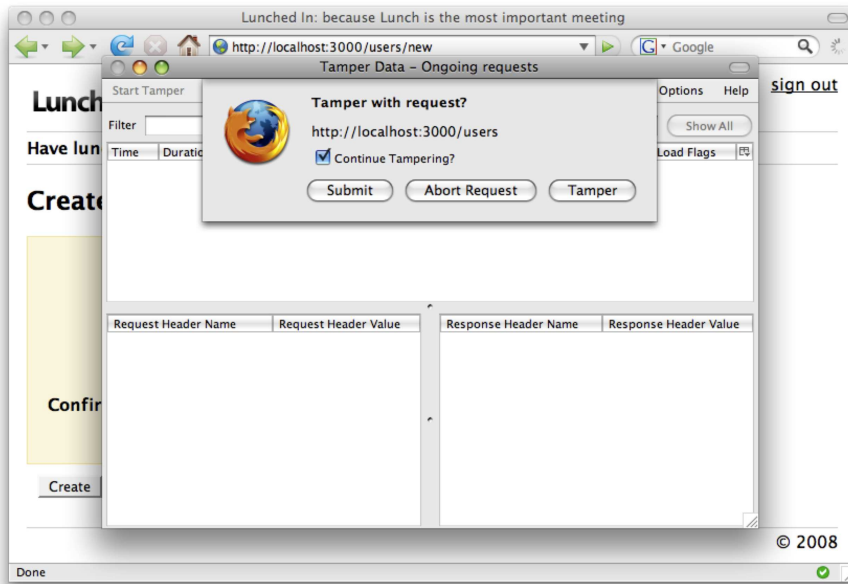 Lunched In: because Lunch is the most important meeting
http://localhost:3000/users/new
G Google
Tamper Data – Ongoing requests
sign out
Start Tamper
Options Help
Lunch
Tamper with request?
http://localhost:3000/users
Filter
Show All
Have lun
Time Duratio
Continue Tampering?
Load Flags
Submit Abort Request Tamper
Create
Request Header Name Request Header Value Response Header Name Response Header Value
Confir
Create
© 2008
Done